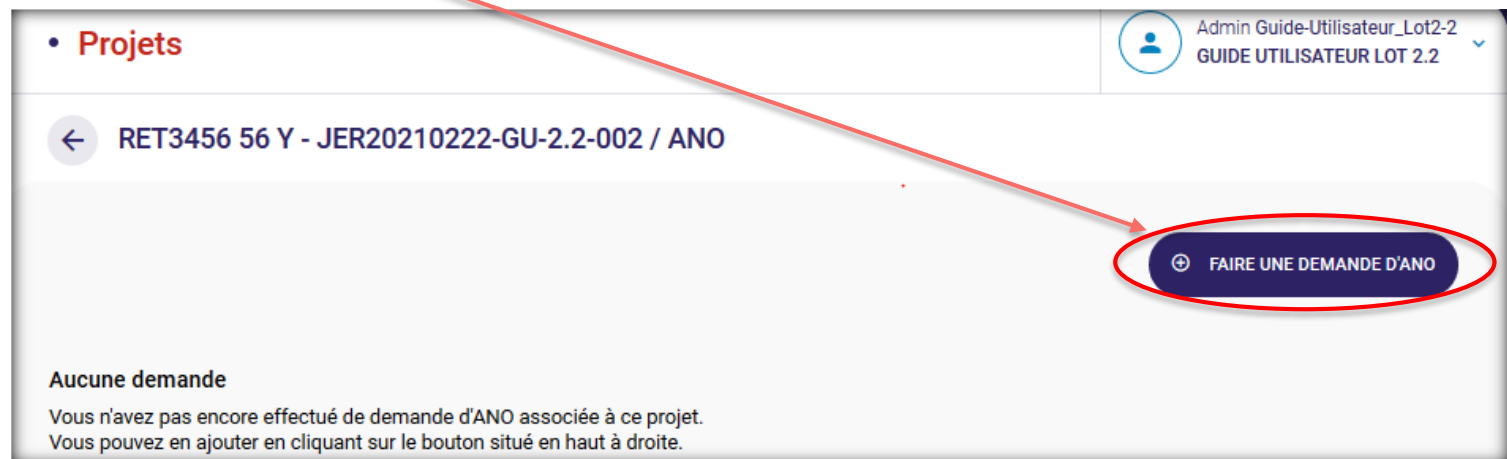 • Projets
Admin Guide-Utilisateur_Lot2-2
GUIDE UTILISATEUR LOT 2.2
RET3456 56 Y - JER20210222-GU-2.2-002 / ANO
FAIRE UNE DEMANDE D'ANO
Aucune demande
Vous n'avez pas encore effectué de demande d'ANO associée à ce projet.
Vous pouvez en ajouter en cliquant sur le bouton situé en haut à droite.